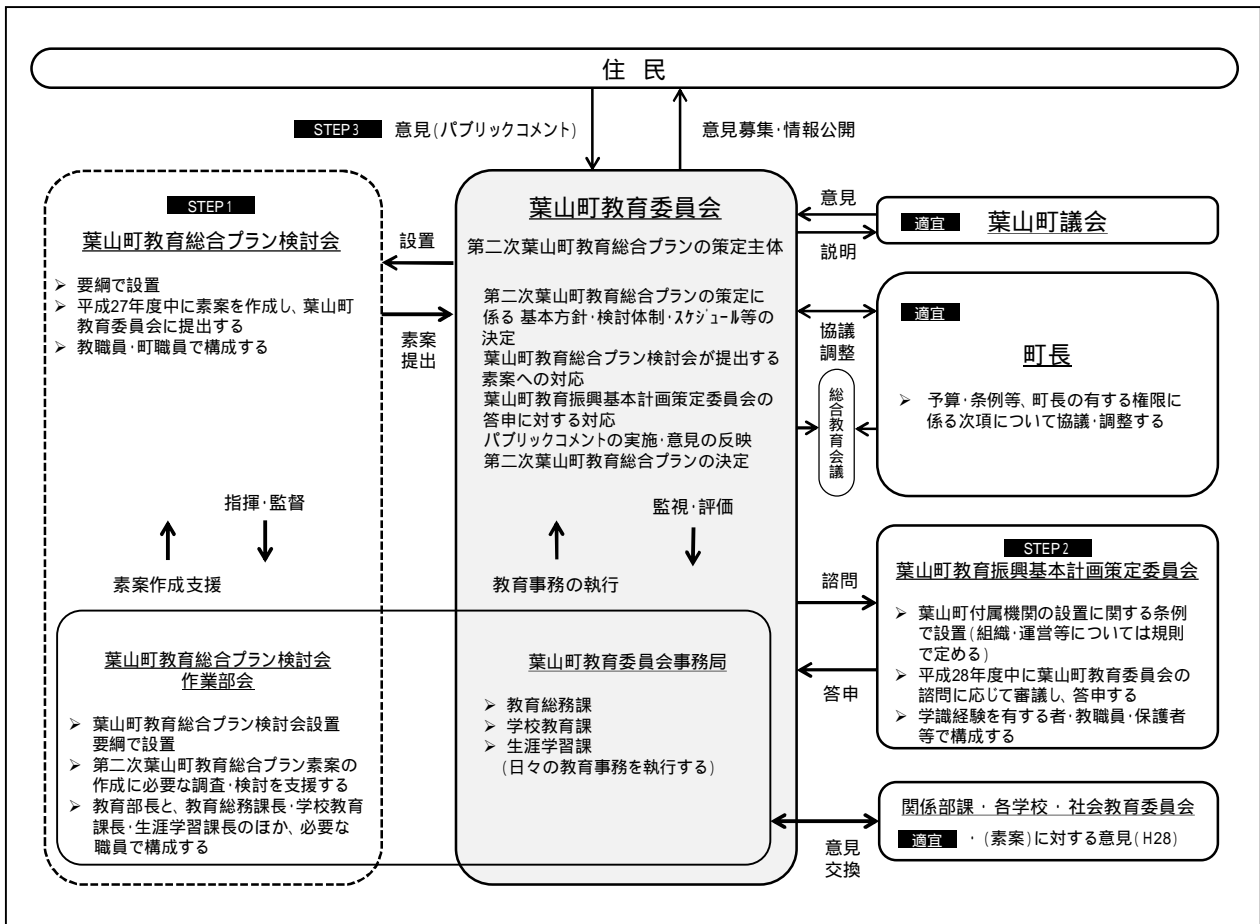 住 民
STEP3 意見(パブリックコメント)
意見募集･情報公開
STEP1
葉山町教育総合プラン検討会
➢ 要綱で設置
➢ 平成27年度中に素案を作成し、葉山町
教育委員会に提出する
➢ 教職員･町職員で構成する
設置
素案
提出
指揮･監督
素案作成支援
葉山町教育総合プラン検討会
作業部会
➢ 葉山町教育総合プラン検討会設置
要綱で設置
➢ 第二次葉山町教育総合プラン素案の
作成に必要な調査･検討を支援する
➢ 教育部長と、教育総務課長･学校教育
課長･生涯学習課長のほか、必要な
職員で構成する
葉山町教育委員会
第二次葉山町教育総合プランの策定主体
第二次葉山町教育総合プランの策定に
係る 基本方針･検討体制･ｽｹｼﾞｭｰﾙ等の
決定
葉山町教育総合プラン検討会が提出する
素案への対応
葉山町教育振興基本計画策定委員会の
答申に対する対応
パブリックコメントの実施･意見の反映
第二次葉山町教育総合プランの決定
監視･評価
教育事務の執行
葉山町教育委員会事務局
➢ 教育総務課
➢ 学校教育課
➢ 生涯学習課
(日々の教育事務を執行する)
意見
説明
適宜 葉山町議会
協議
調整
総合教育会議
適宜
町長
➢ 予算･条例等、町長の有する権限に
係る次項について協議･調整する
諮問
答申
STEP2
葉山町教育振興基本計画策定委員会
➢ 葉山町付属機関の設置に関する条例
で設置(組織･運営等については規則
で定める)
➢ 平成28年度中に葉山町教育委員会の
諮問に応じて審議し、答申する
➢ 学識経験を有する者･教職員･保護者
等で構成する
意見
交換
関係部課 ・ 各学校 ・ 社会教育委員会
適宜 ・(素案)に対する意見(H28)